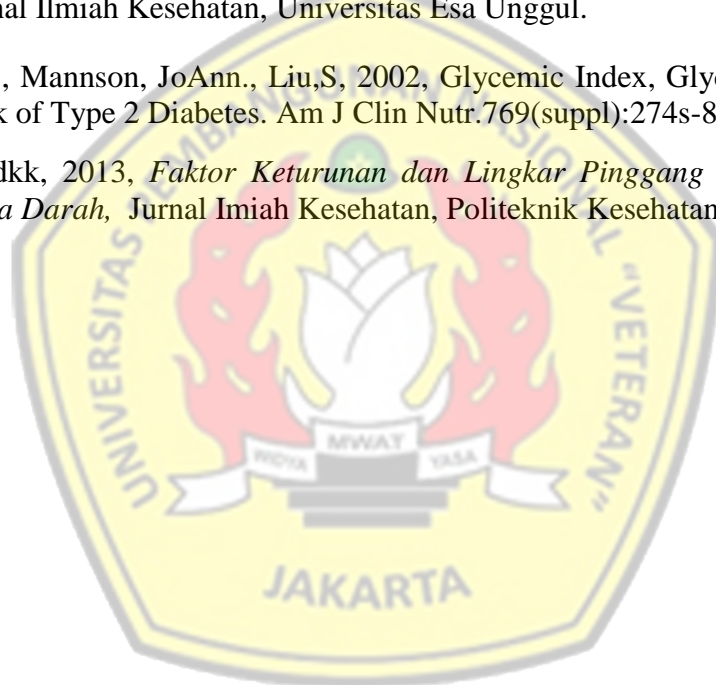 nal Ilmiah Kesehatan, Universitas Esa Unggul.
, Mannson, JoAnn., Liu,S, 2002, Glycemic Index, Gly
k of Type 2 Diabetes. Am J Clin Nutr.769(suppl):274s-8
dkk, 2013, Faktor Keturunan dan Lingkar Pinggang
a Darah, Jurnal Imiah Kesehatan, Politeknik Kesehatan
UNIVERSITAS PEMBANGUNAN NASIONAL "VETERAN"
WIDYA MWAT YASA
JAKARTA